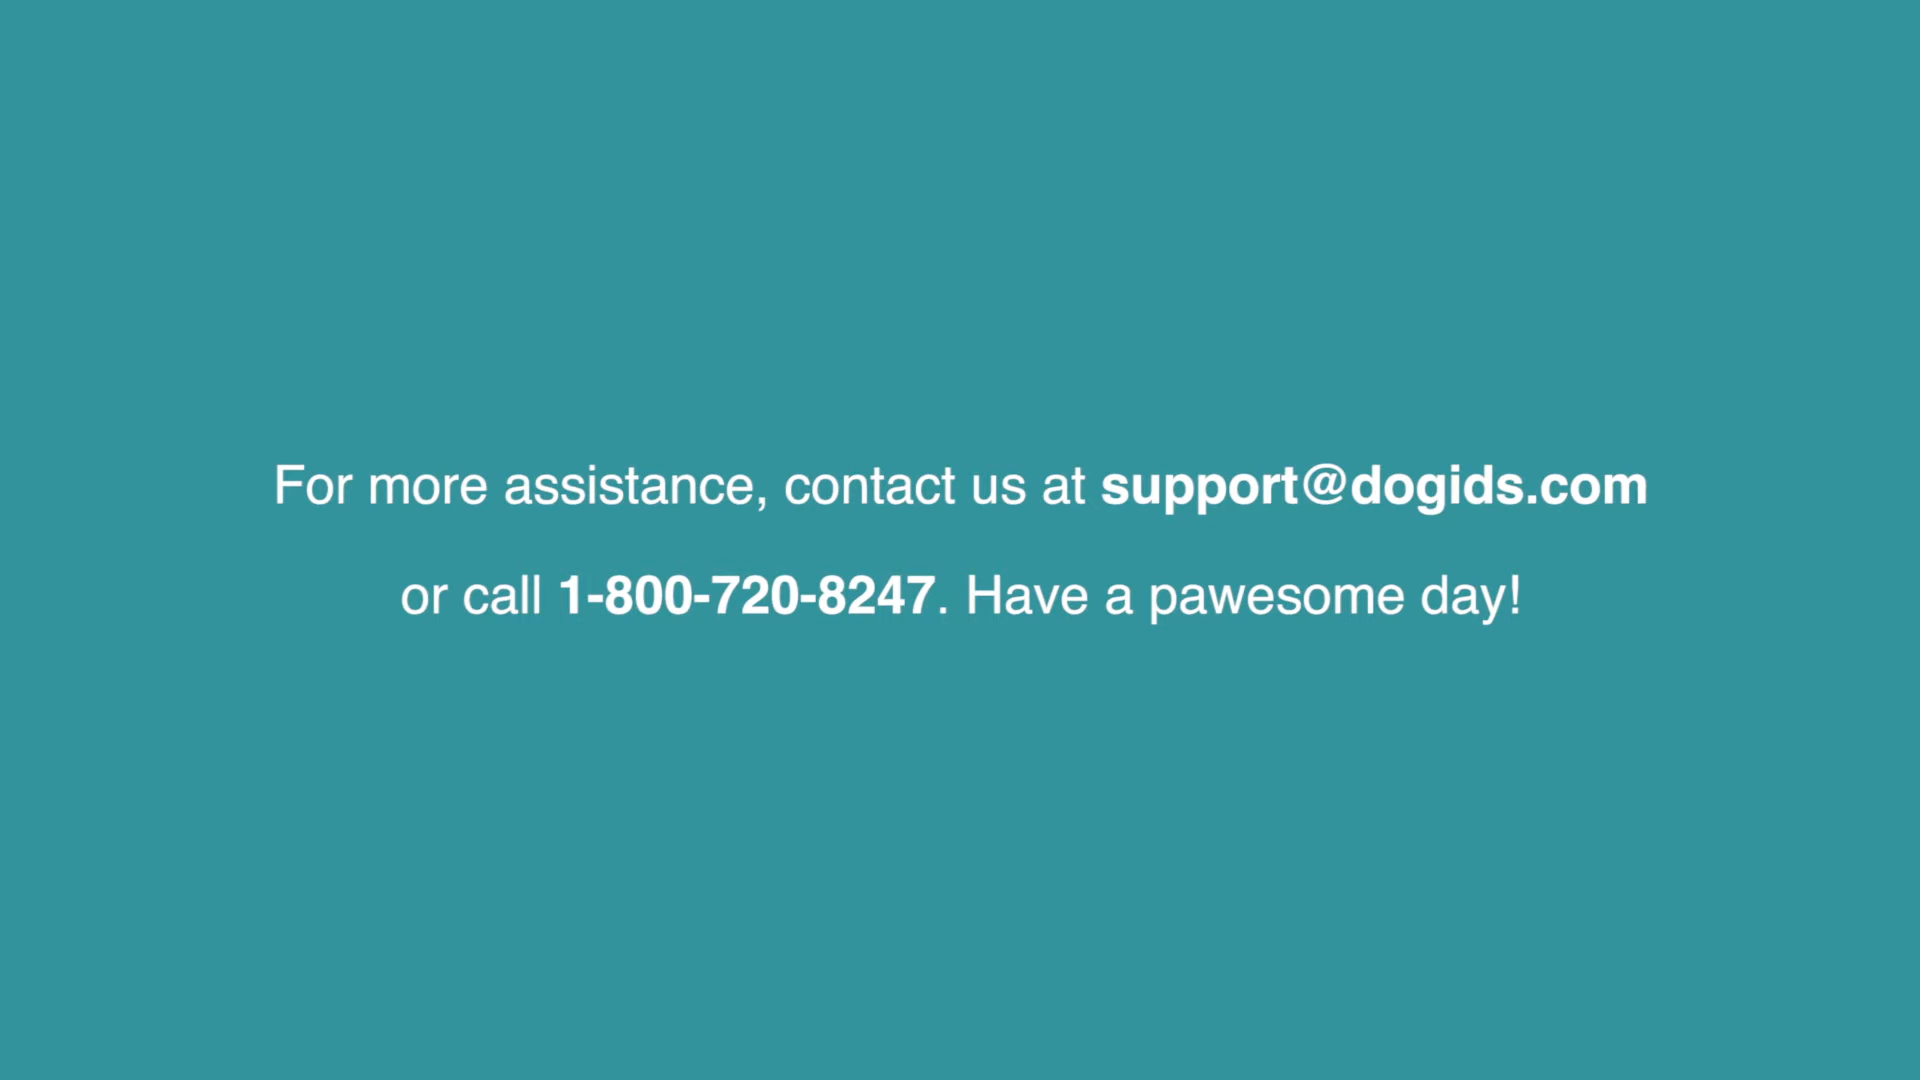 For more assistance, contact us at support@dogids.com
or call 1-800-720-8247. Have a pawesome day!